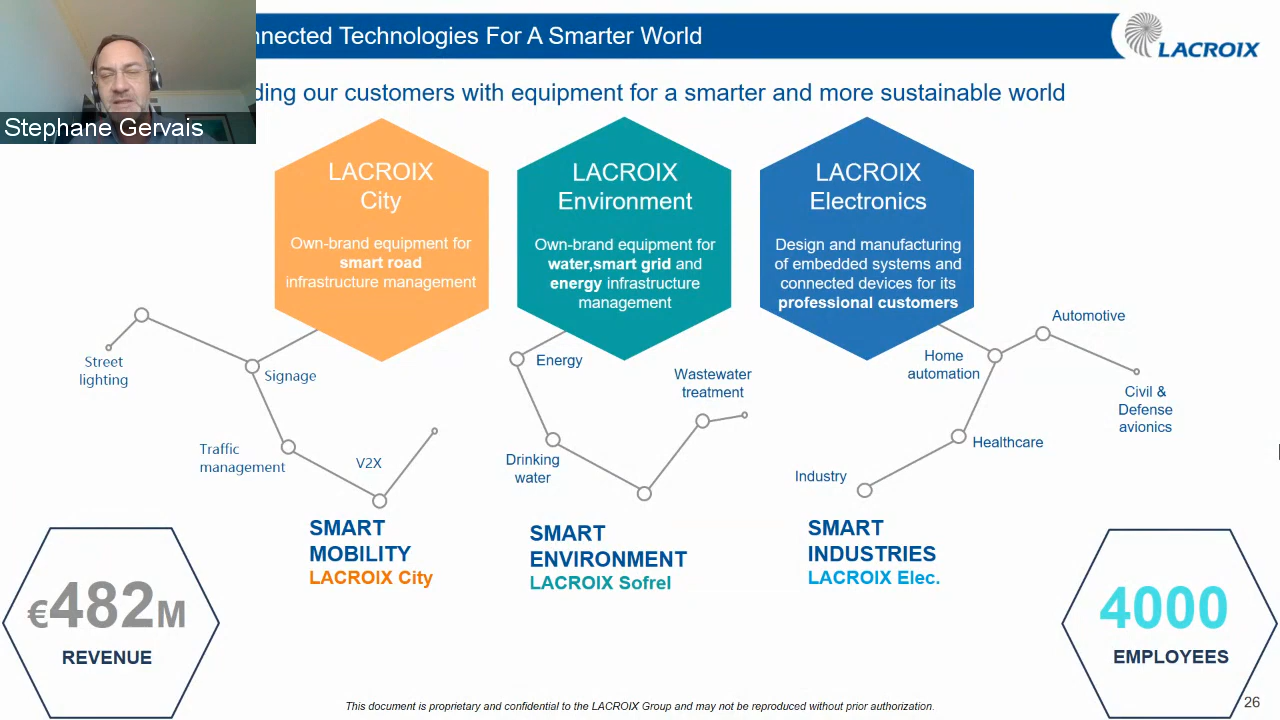 nnected Technologies For A Smarter World
LACROIX
ding our customers with equipment for a smarter and more sustainable world
Stephane Gervais
LACROIX
City
Own-brand equipment for
smart road
infrastructure management
LACROIX
Environment
Own-brand equipment for
water,smart grid and
energy infrastructure
management
LACROIX
Electronics
Design and manufacturing
of embedded systems and
connected devices for its
professional customers
Street
lighting
Signage
Traffic
management
V2X
Energy
Drinking
water
Wastewater
treatment
Home
automation
Automotive
Civil &
Defense
avionics
Healthcare
Industry
SMART
MOBILITY
LACROIX City
SMART
ENVIRONMENT
LACROIX Sofrel
SMART
INDUSTRIES
LACROIX Elec.
€482M
REVENUE
4000
EMPLOYEES
This document is proprietary and confidential to the LACROIX Group and may not be reproduced without prior authorization.
26